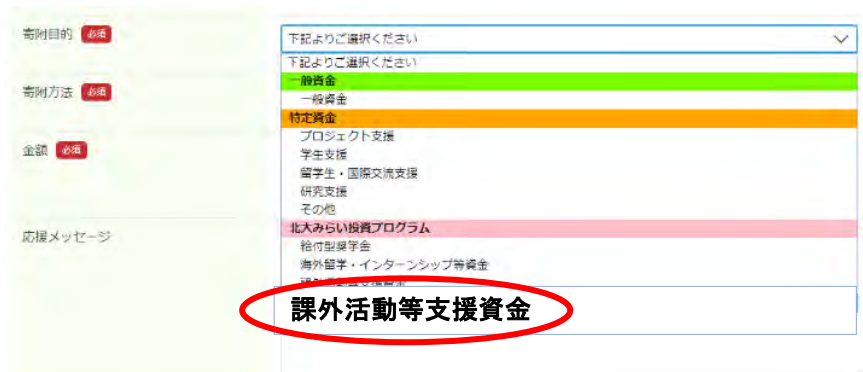 寄附目的 必須
下記よりご選択ください
下記よりご選択ください
一般資金
一般資金
寄附方法 必須
特定資金
プロジェクト支援
金額 必須
学生支援
留学生・国際交流支援
研究支援
その他
応援メッセージ
北大みらい投資プログラム
給付型奨学金
海外留学・インターンシップ等資金
課外活動等支援資金